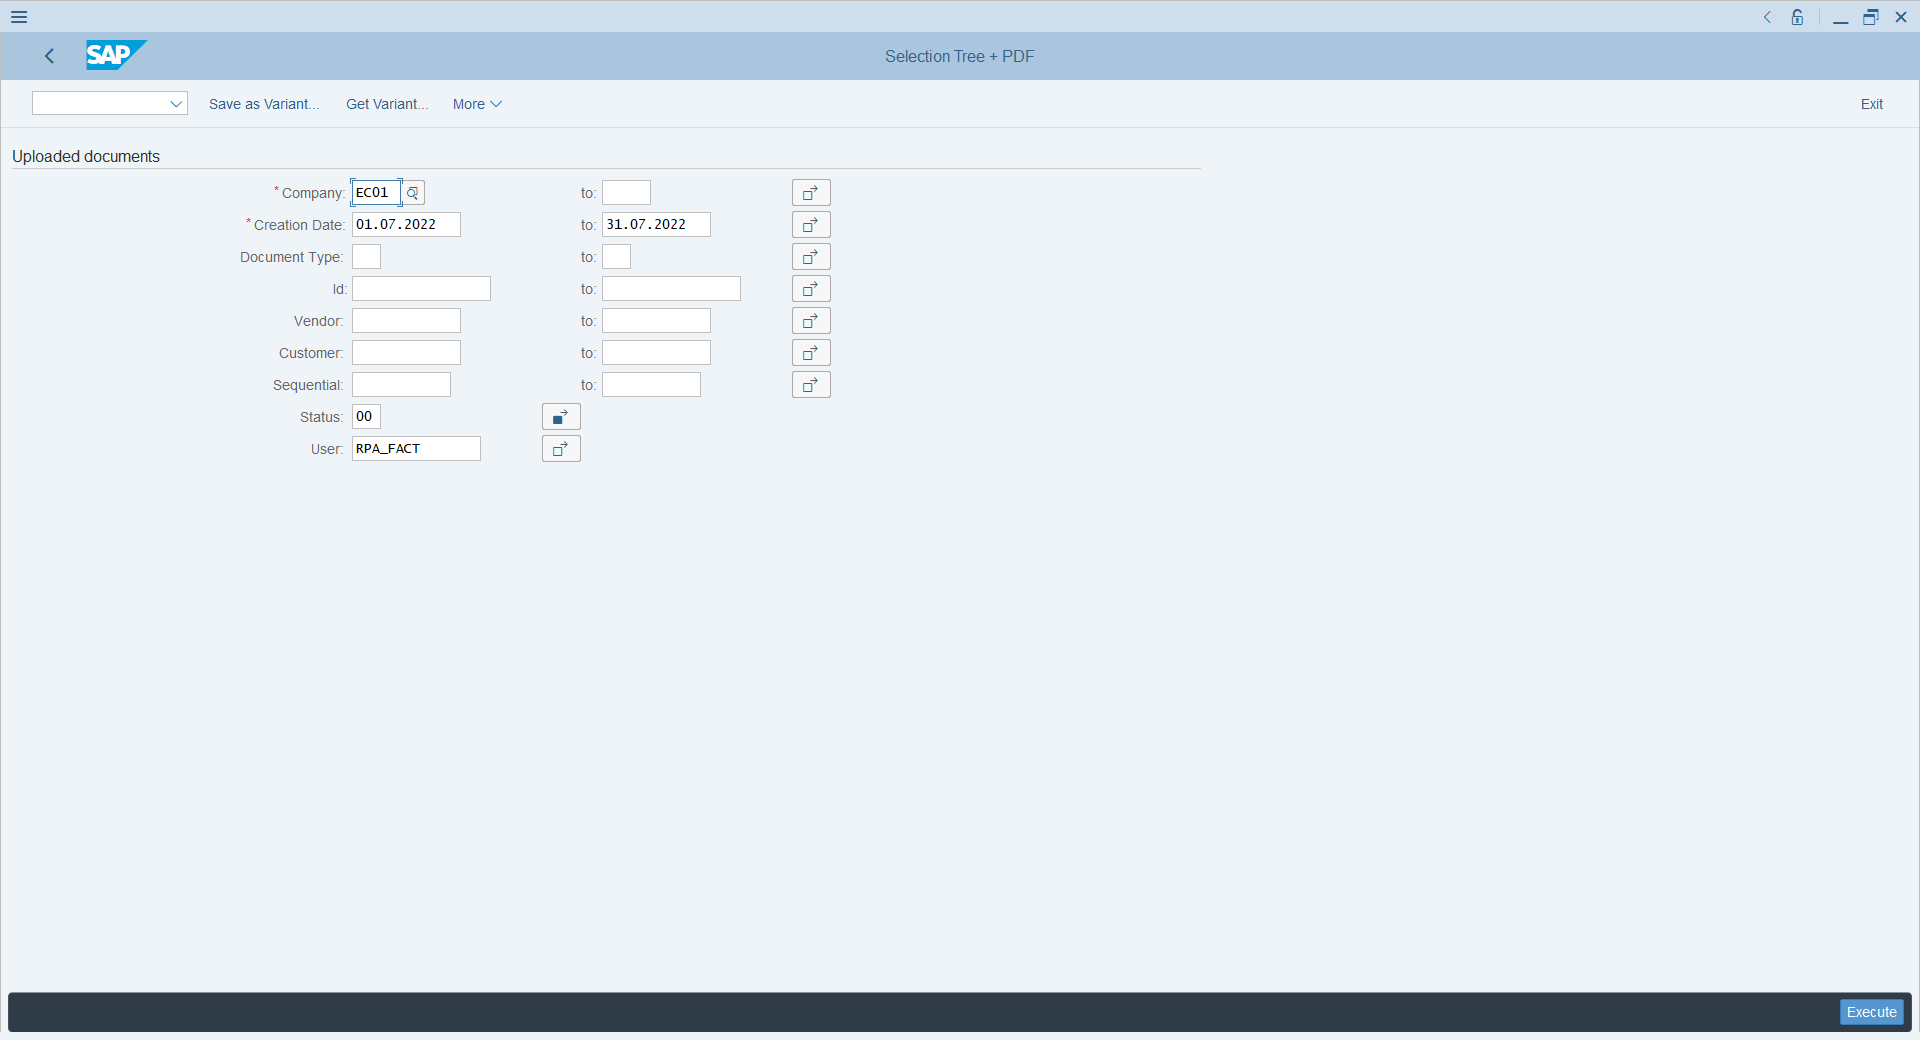 SAP
Selection Tree + PDF
Save as Variant... Get Variant... More Exit
Uploaded documents
* Company: EC01 to:
* Creation Date: 01.07.2022 to: 31.07.2022
Document Type: to:
Id: to:
Vendor: to:
Customer: to:
Sequential: to:
Status: 00
User: RPA_FACT
Execute